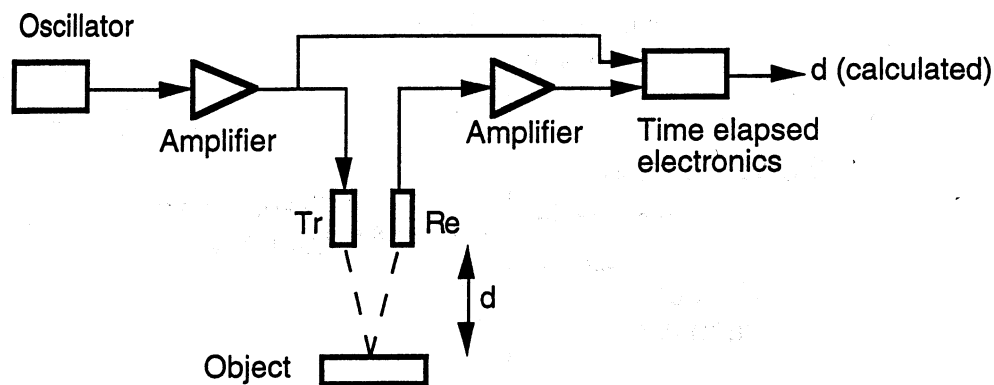 Oscillator
d (calculated)
Amplifier
Amplifier
Time elapsed
electronics
Tr
Re
d
Object